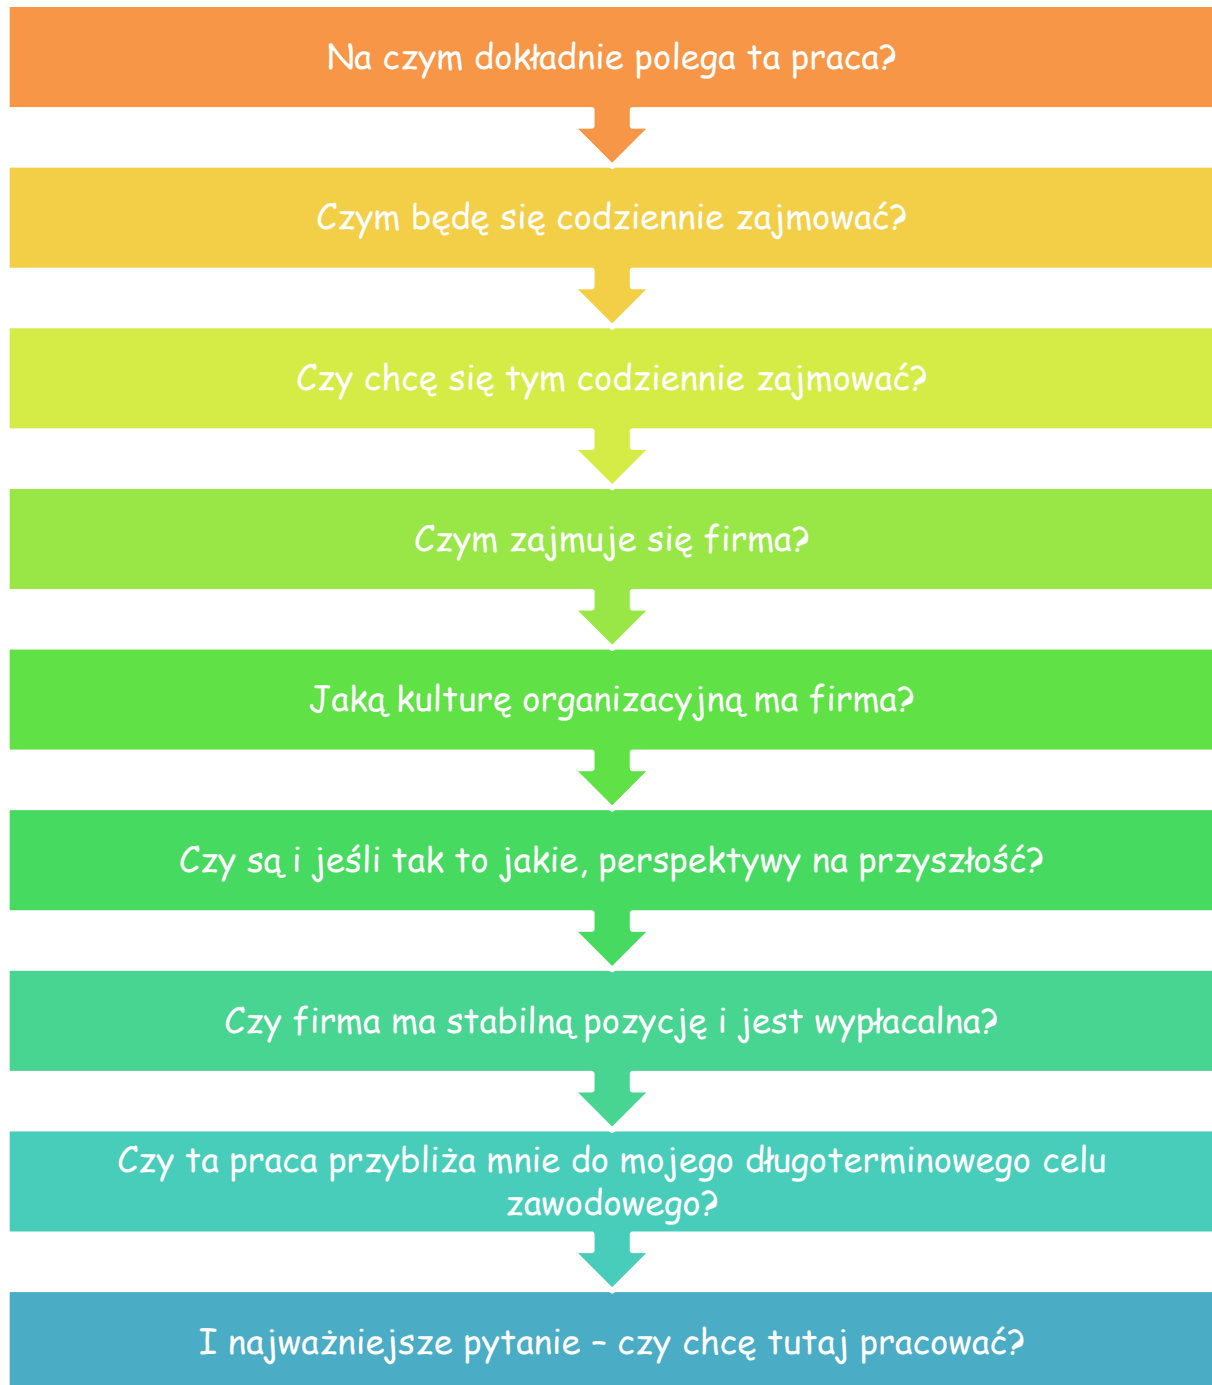 Na czym dokładnie polega ta praca?
Czym będę się codziennie zajmować?
Czy chcę się tym codziennie zajmować?
Czym zajmuje się firma?
Jaką kulturę organizacyjną ma firma?
Czy są i jeśli tak to jakie, perspektywy na przyszłość?
Czy firma ma stabilną pozycję i jest wypłacalna?
Czy ta praca przybliża mnie do mojego długoterminowego celu
zawodowego?
I najważniejsze pytanie – czy chcę tutaj pracować?